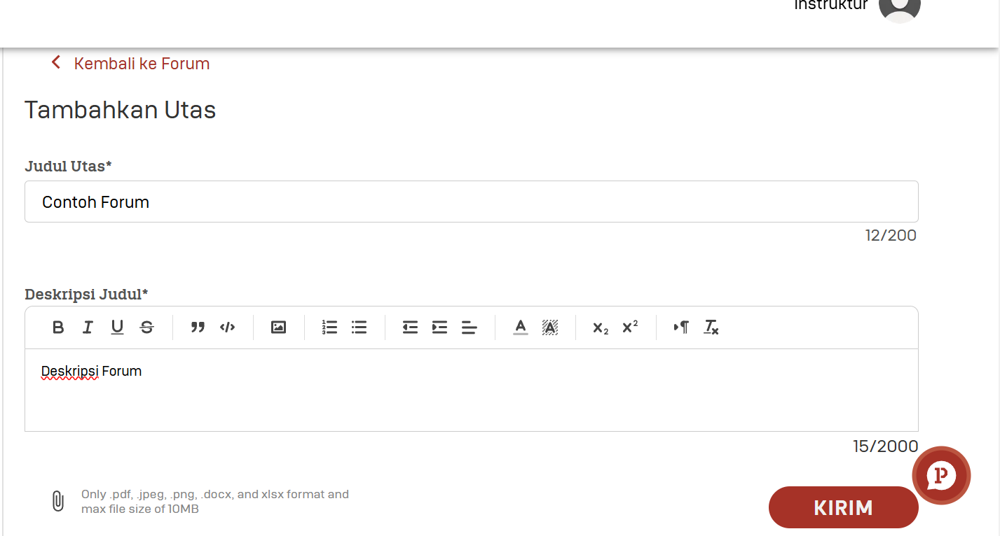 Instruktur
Kembali ke Forum
Tambahkan Utas
Judul Utas*
Contoh Forum
12/200
Deskripsi Judul*
Deskripsi Forum
15/2000
Only .pdf, .jpeg, .png, .docx, and xlsx format and
max file size of 10MB
P
KIRIM